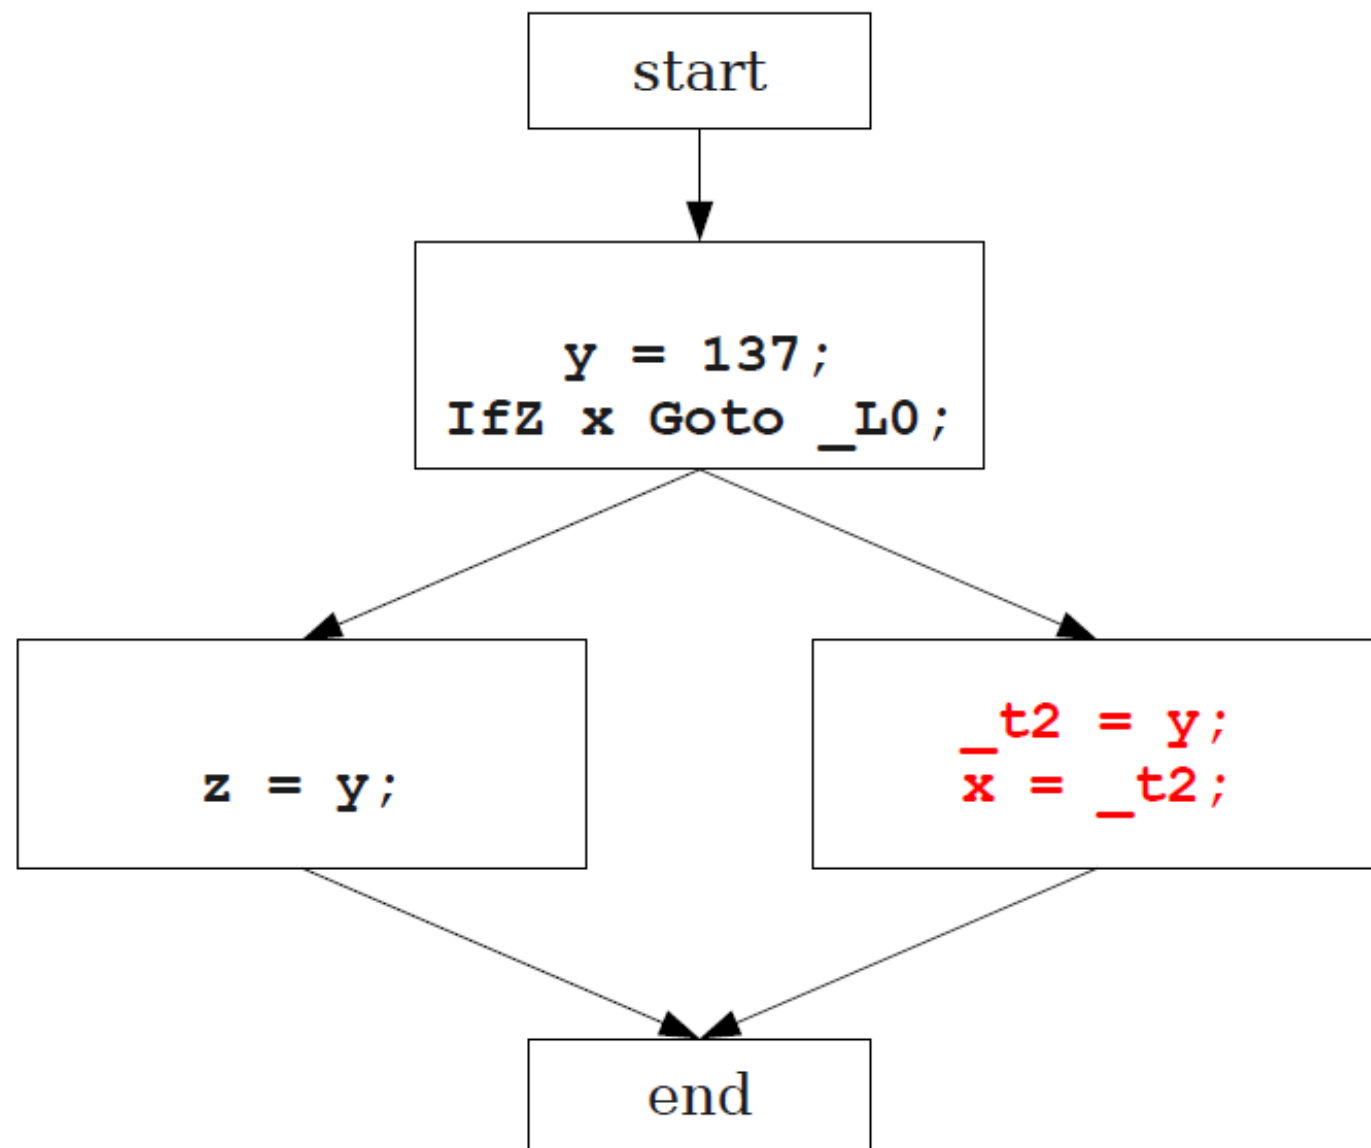 start
y = 137;
IfZ x Goto _L0;
z = y;
_t2 = y;
x = _t2;
end